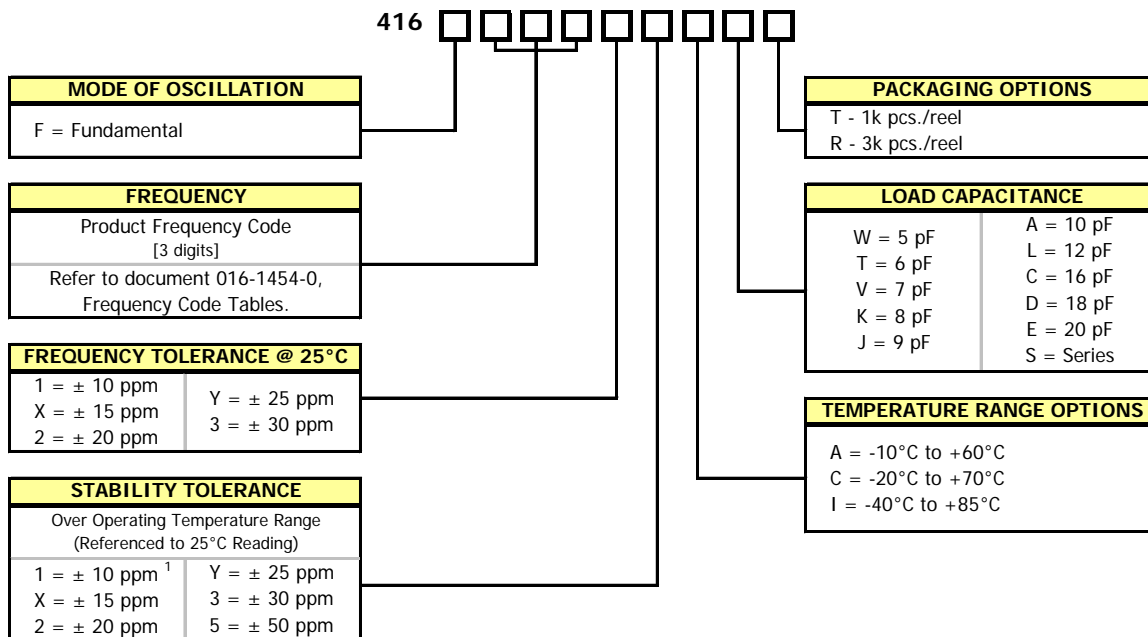 416
MODE OF OSCILLATION
F = Fundamental
FREQUENCY
Product Frequency Code
[3 digits]
Refer to document 016-1454-0,
Frequency Code Tables.
FREQUENCY TOLERANCE @ 25°C
1 = ± 10 ppm
X = ± 15 ppm
2 = ± 20 ppm
Y = ± 25 ppm
3 = ± 30 ppm
STABILITY TOLERANCE
Over Operating Temperature Range
(Referenced to 25°C Reading)
1 = ± 10 ppm 1
X = ± 15 ppm
2 = ± 20 ppm
Y = ± 25 ppm
3 = ± 30 ppm
5 = ± 50 ppm
PACKAGING OPTIONS
T - 1k pcs./reel
R - 3k pcs./reel
LOAD CAPACITANCE
W = 5 pF
T = 6 pF
V = 7 pF
K = 8 pF
J = 9 pF
A = 10 pF
L = 12 pF
C = 16 pF
D = 18 pF
E = 20 pF
S = Series
TEMPERATURE RANGE OPTIONS
A = -10°C to +60°C
C = -20°C to +70°C
I = -40°C to +85°C